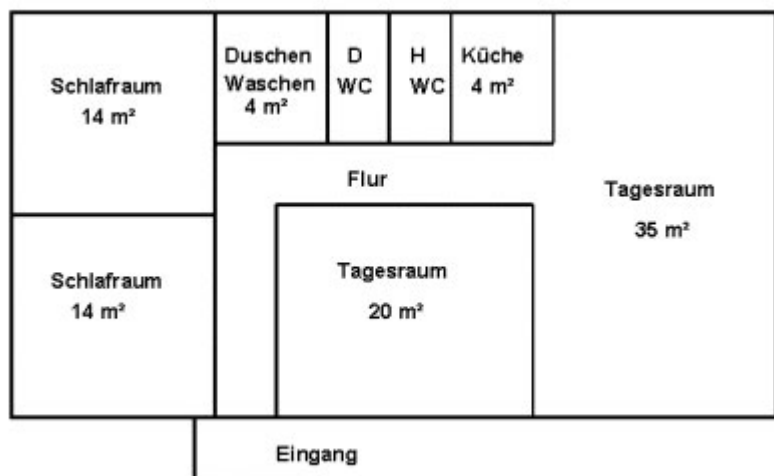 Schlafraum
14 m²
Duschen
Waschen
4 m²
D
WC
H
WC
Küche
4 m²
Flur
Tagesraum
35 m²
Schlafraum
14 m²
Tagesraum
20 m²
Eingang